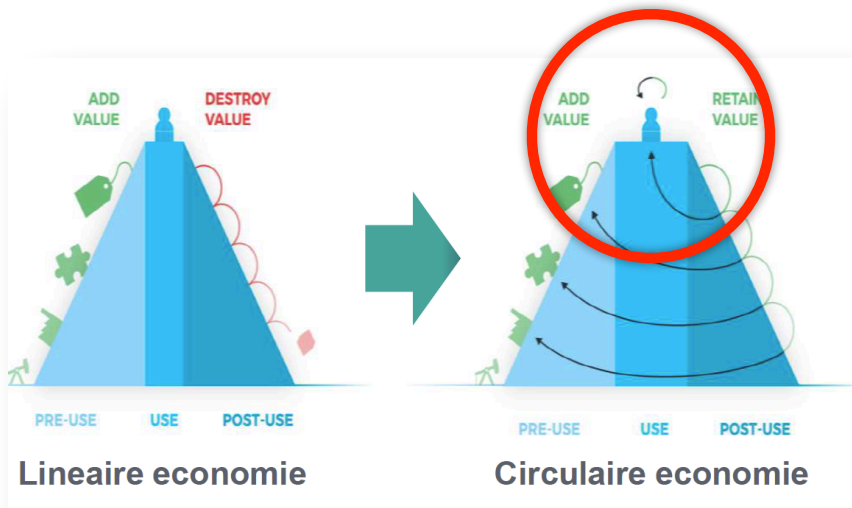 ADD
VALUE
DESTROY
VALUE
PRE-USE
USE
POST-USE
Lineaire economie
ADD
VALUE
RETAIN
VALUE
PRE-USE
USE
POST-USE
Circulaire economie